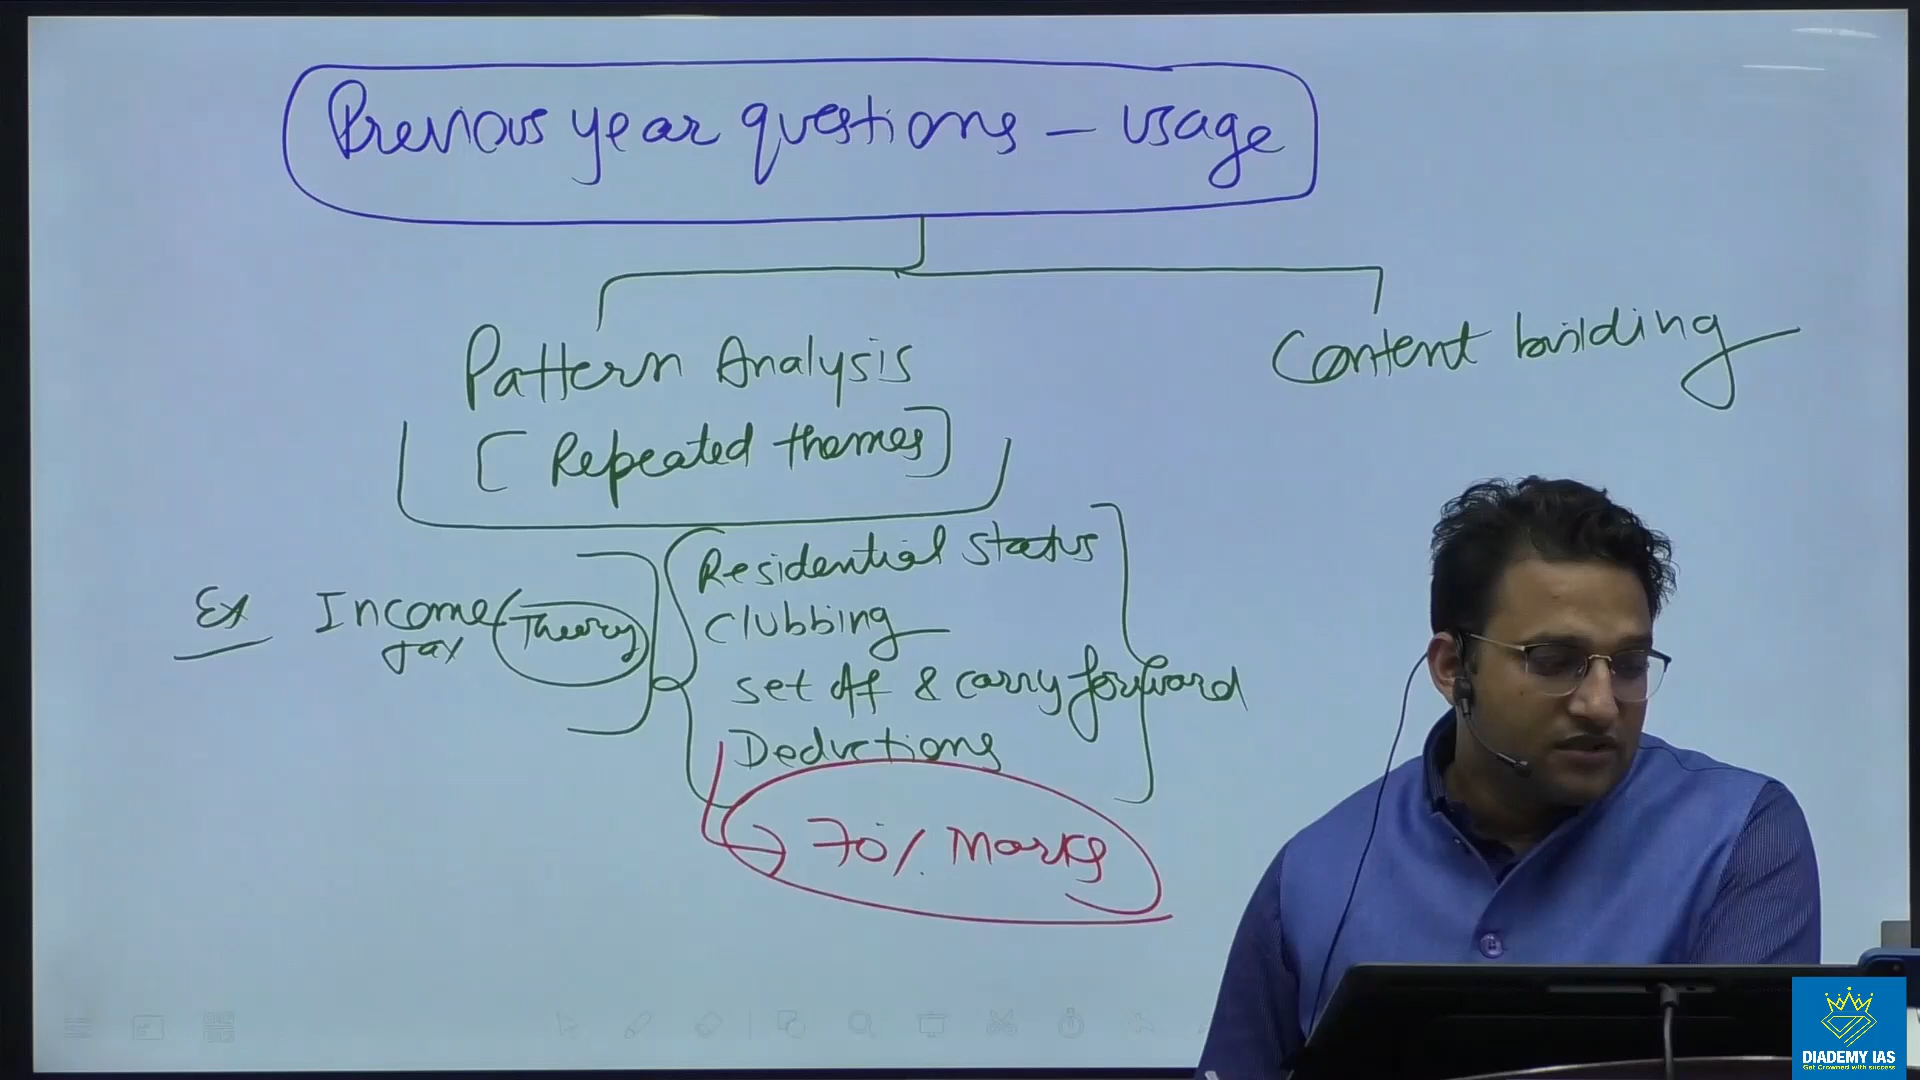 Previous year questions – usage
Pattern Analysis
Content building
[Repeated themes]
Ex Income tax (Theory)
Residential status
Clubbing
Set off & carry forward
Deductions
70% Marks
DIADEMY IAS
Get Crowned with success